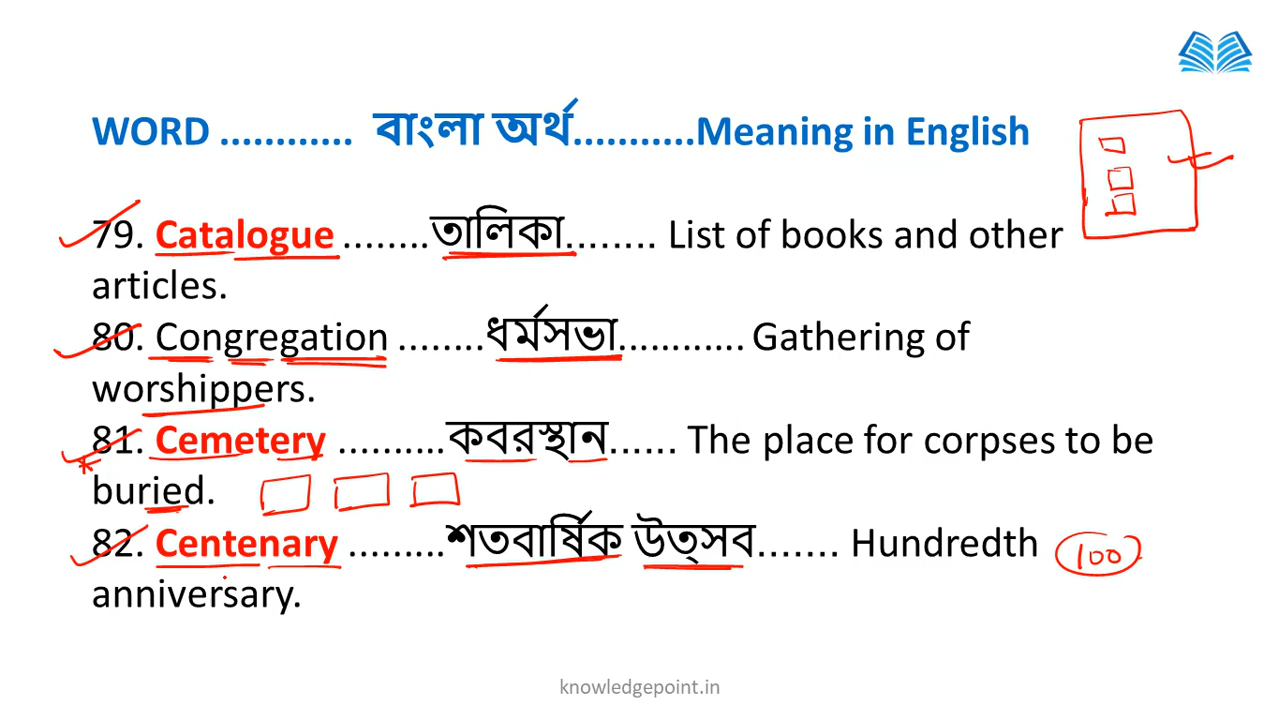 WORD ............ বাংলা অর্থ...........Meaning in English
79. Catalogue ........তালিকা........ List of books and other
articles.
80. Congregation ........ধর্মসভা............ Gathering of
worshippers.
81. Cemetery ..........কবরস্থান...... The place for corpses to be
buried.
82. Centenary .........শতবার্ষিক উত্সব....... Hundredth 100
anniversary.
knowledgepoint.in